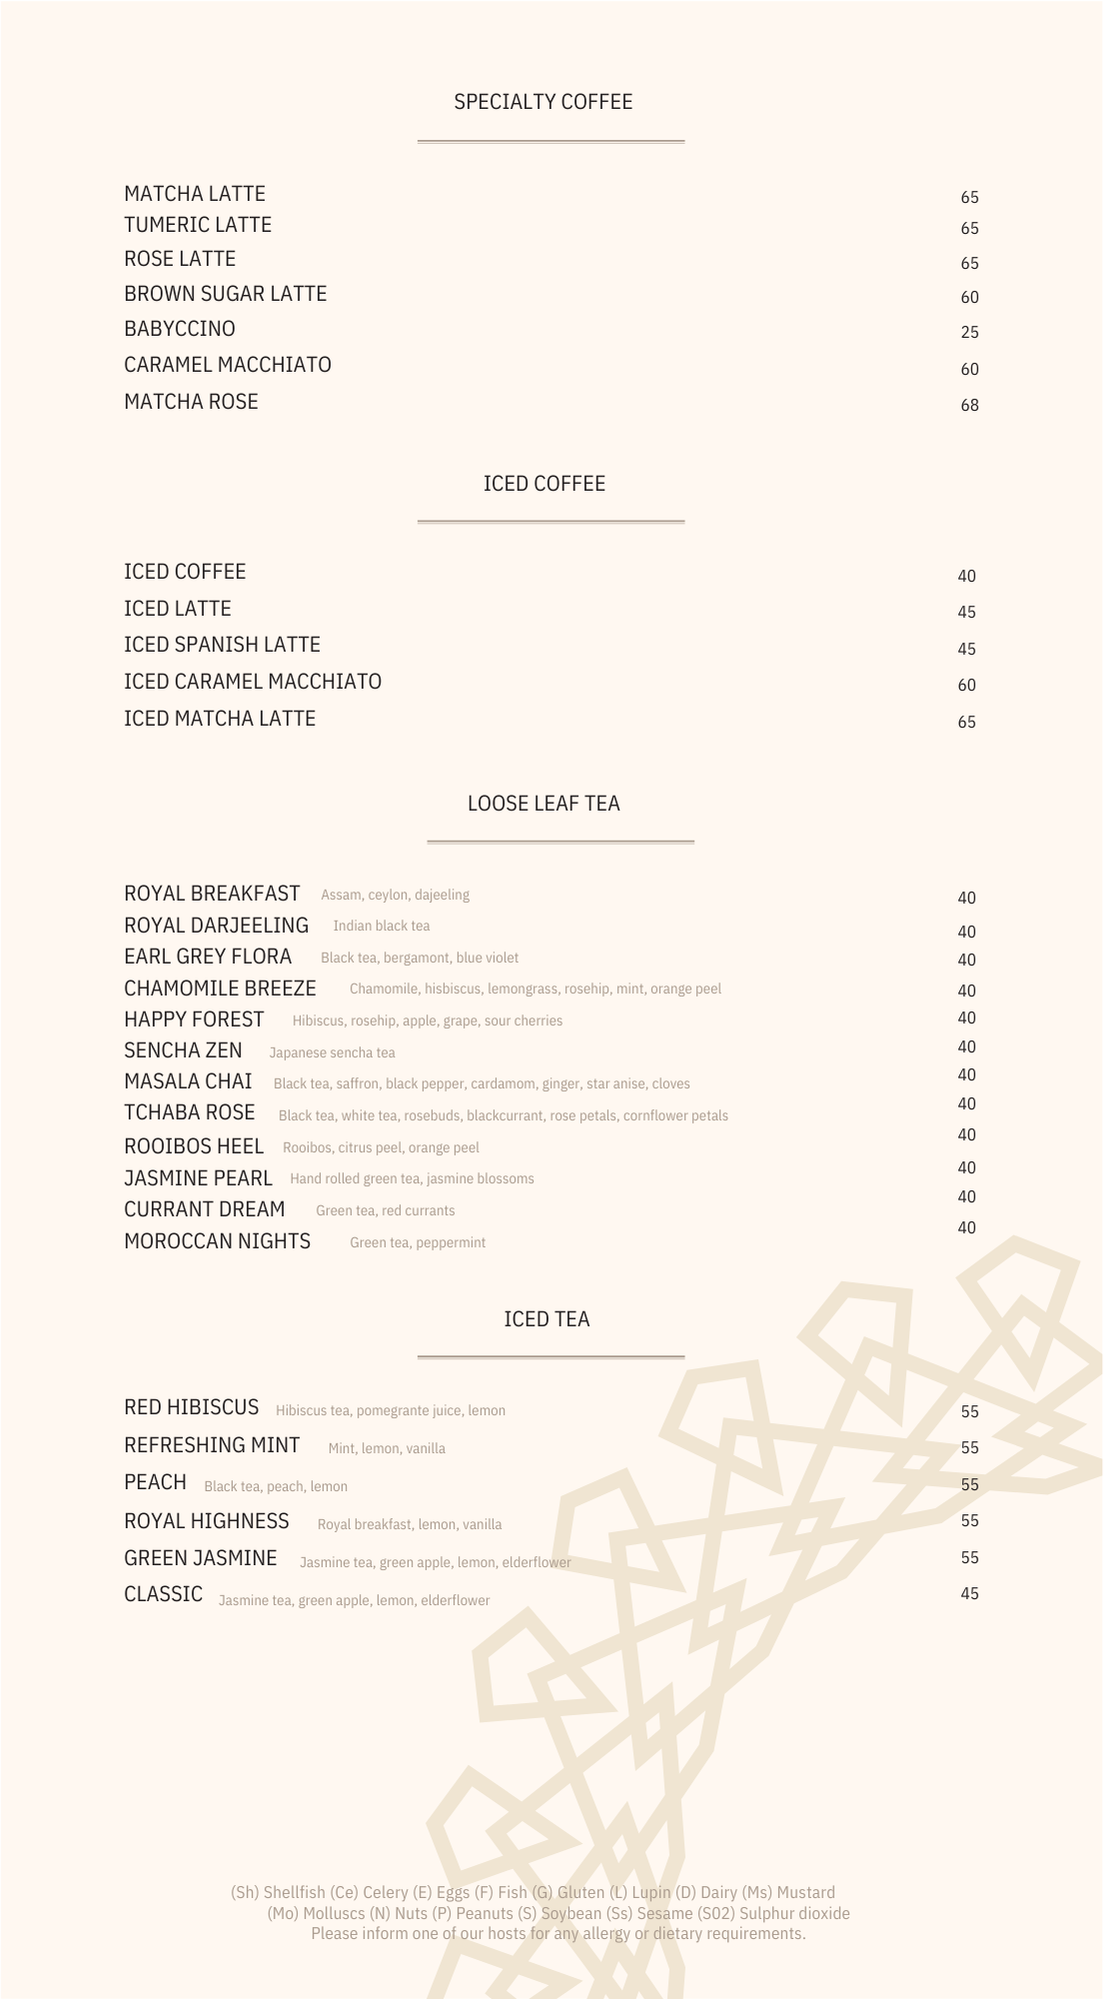 SPECIALTY COFFEE
MATCHA LATTE 65
TUMERIC LATTE 65
ROSE LATTE 65
BROWN SUGAR LATTE 60
BABYCCINO 25
CARAMEL MACCHIATO 60
MATCHA ROSE 68
ICED COFFEE
ICED COFFEE 40
ICED LATTE 45
ICED SPANISH LATTE 45
ICED CARAMEL MACCHIATO 60
ICED MATCHA LATTE 65
LOOSE LEAF TEA
ROYAL BREAKFAST Assam, ceylon, dajeeling 40
ROYAL DARJEELING Indian black tea 40
EARL GREY FLORA Black tea, bergamont, blue violet 40
CHAMOMILE BREEZE Chamomile, hisbiscus, lemongrass, rosehip, mint, orange peel 40
HAPPY FOREST Hibiscus, rosehip, apple, grape, sour cherries 40
SENCHA ZEN Japanese sencha tea 40
MASALA CHAI Black tea, saffron, black pepper, cardamom, ginger, star anise, cloves 40
TCHABA ROSE Black tea, white tea, rosebuds, blackcurrant, rose petals, cornflower petals 40
ROOIBOS HEEL Rooibos, citrus peel, orange peel 40
JASMINE PEARL Hand rolled green tea, jasmine blossoms 40
CURRANT DREAM Green tea, red currants 40
MOROCCAN NIGHTS Green tea, peppermint 40
ICED TEA
RED HIBISCUS Hibiscus tea, pomegrante juice, lemon 55
REFRESHING MINT Mint, lemon, vanilla 55
PEACH Black tea, peach, lemon 55
ROYAL HIGHNESS Royal breakfast, lemon, vanilla 55
GREEN JASMINE Jasmine tea, green apple, lemon, elderflower 55
CLASSIC Jasmine tea, green apple, lemon, elderflower 45
(Sh) Shellfish (Ce) Celery (E) Eggs (F) Fish (G) Gluten (L) Lupin (D) Dairy (Ms) Mustard
(Mo) Molluscs (N) Nuts (P) Peanuts (S) Soybean (Ss) Sesame (S02) Sulphur dioxide
Please inform one of our hosts for any allergy or dietary requirements.